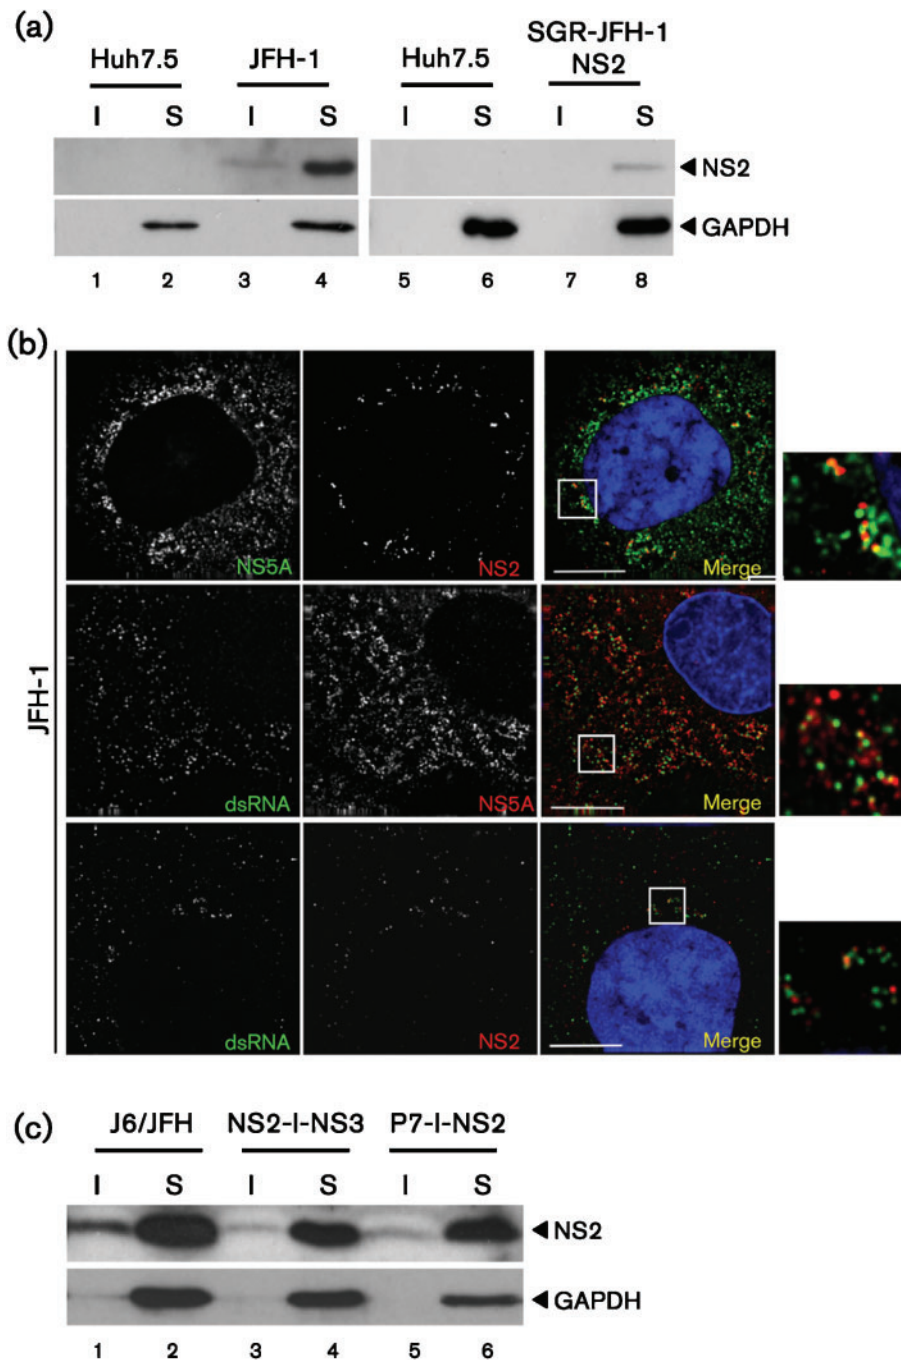 (a)
Huh7.5 JFH-1 Huh7.5 SGR-JFH-1
NS2
I S I S I S I S
NS2
GAPDH
1 2 3 4 5 6 7 8
(b)
JFH-1
NS5A NS2 Merge
dsRNA NS5A Merge
dsRNA NS2 Merge
(c)
J6/JFH NS2-I-NS3 P7-I-NS2
I S I S I S
NS2
GAPDH
1 2 3 4 5 6